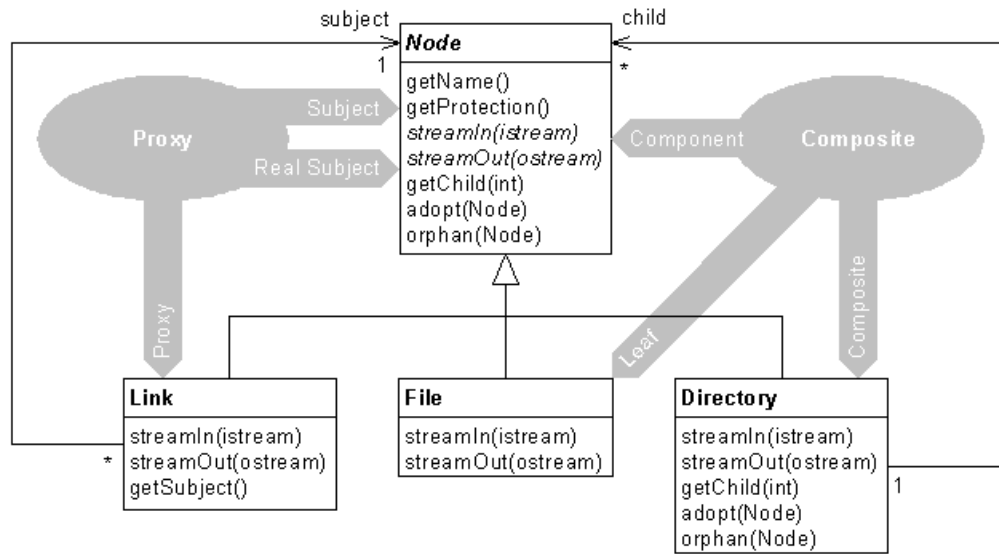 subject
child
Node
1
*
getName()
getProtection()
streamIn(istream)
streamOut(ostream)
getChild(int)
adopt(Node)
orphan(Node)
Proxy
Subject
Real Subject
Proxy
Composite
Component
Leaf
Composite
Link
streamIn(istream)
streamOut(ostream)
getSubject()
*
File
streamIn(istream)
streamOut(ostream)
Directory
streamIn(istream)
streamOut(ostream)
getChild(int)
adopt(Node)
orphan(Node)
1